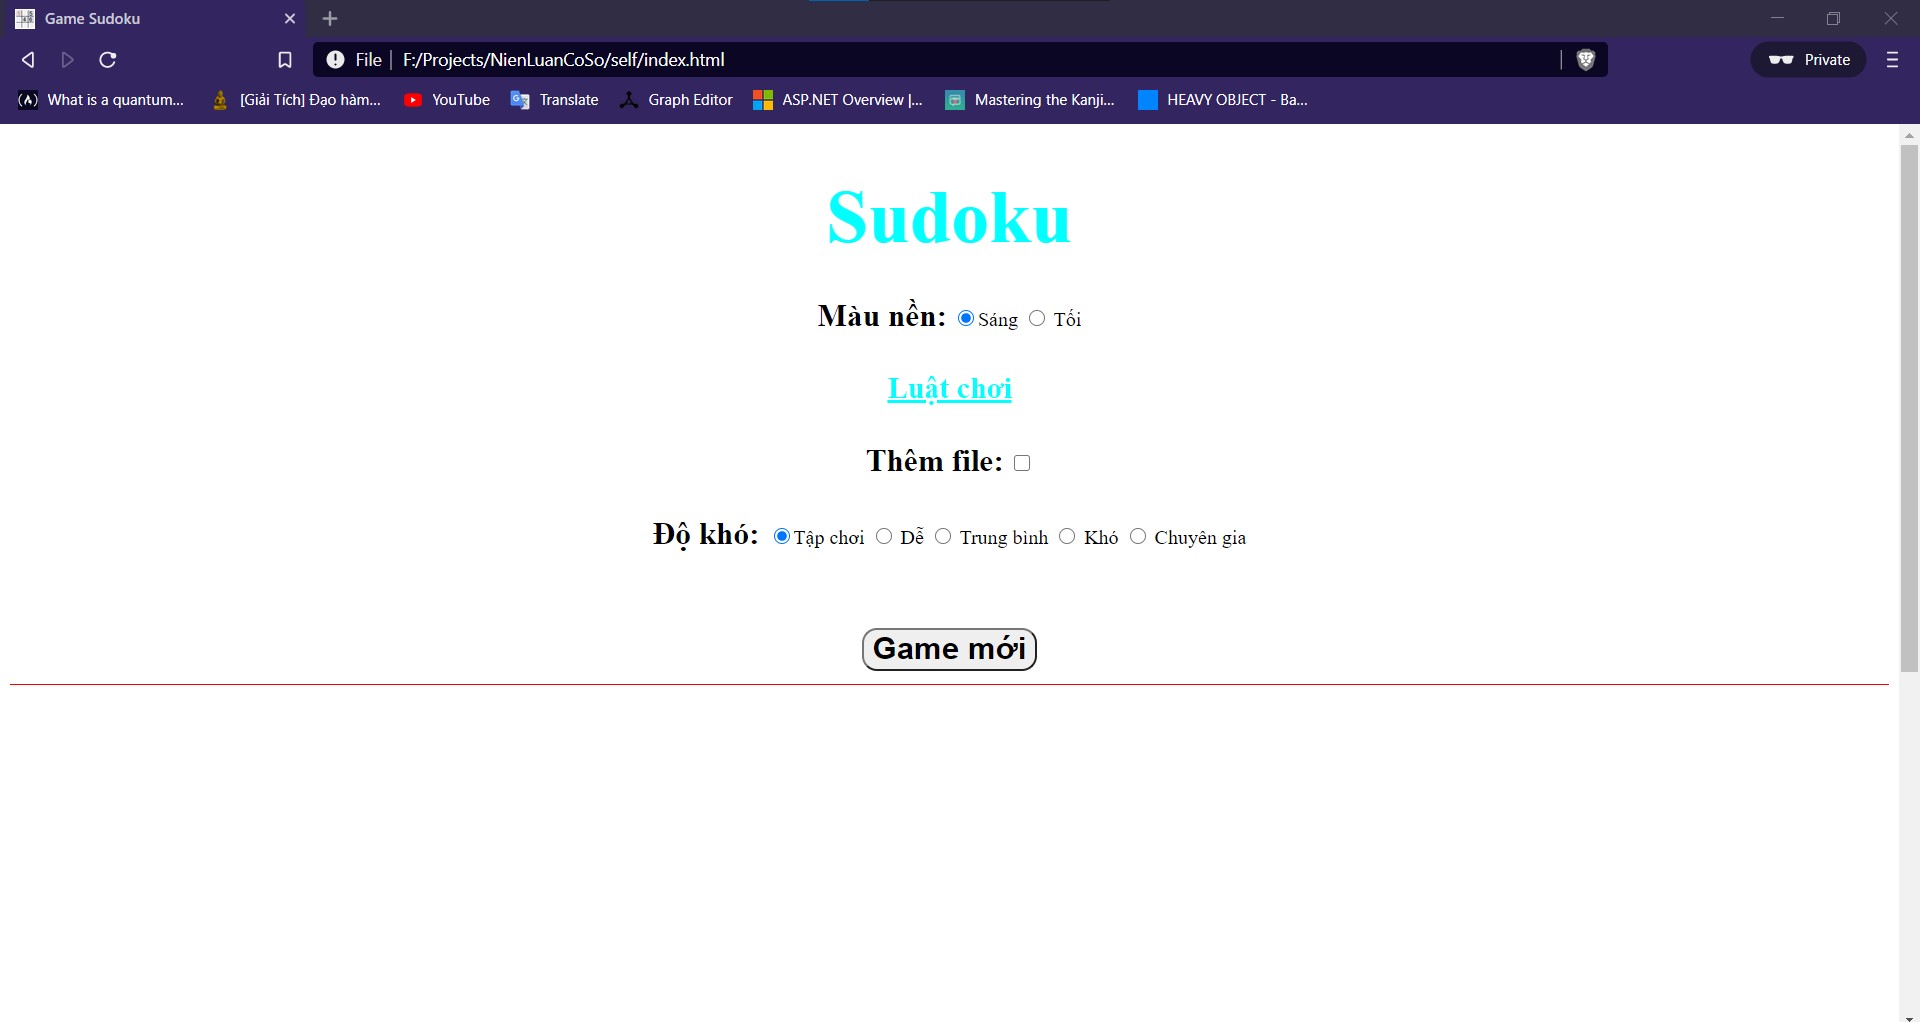 Game Sudoku
File F:/Projects/NienLuanCoSo/self/index.html Private
What is a quantum... [Giải Tích] Đạo hàm... YouTube Translate Graph Editor ASP.NET Overview |... Mastering the Kanji... HEAVY OBJECT - Ba...
Sudoku
Màu nền: Sáng Tối
Luật chơi
Thêm file:
Độ khó: Tập chơi Dễ Trung bình Khó Chuyên gia
Game mới